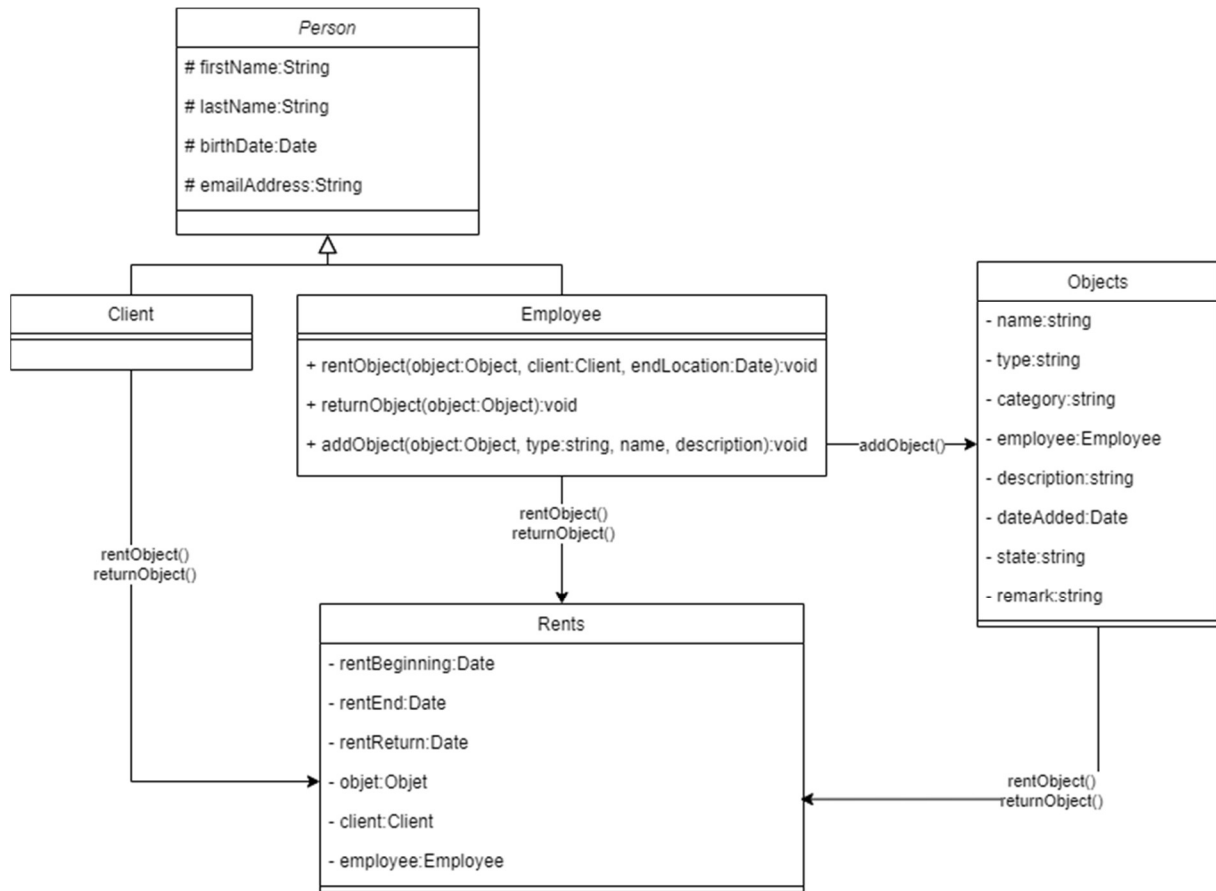 Person
# firstName:String
# lastName:String
# birthDate:Date
# emailAddress:String
Client
Employee
+ rentObject(object:Object, client:Client, endLocation:Date):void
+ returnObject(object:Object):void
+ addObject(object:Object, type:string, name, description):void
addObject()
Objects
- name:string
- type:string
- category:string
- employee:Employee
- description:string
- dateAdded:Date
- state:string
- remark:string
rentObject()
returnObject()
rentObject()
returnObject()
Rents
- rentBeginning:Date
- rentEnd:Date
- rentReturn:Date
- objet:Objet
- client:Client
- employee:Employee
rentObject()
returnObject()